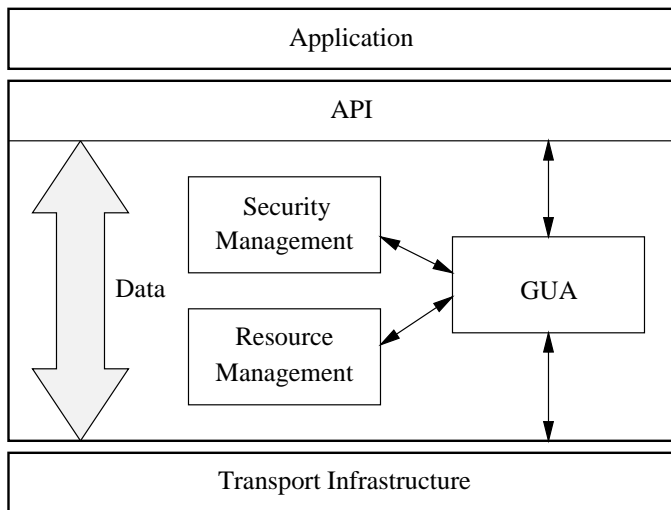 Application
API
Security
Management
Data
GUA
Resource
Management
Transport Infrastructure